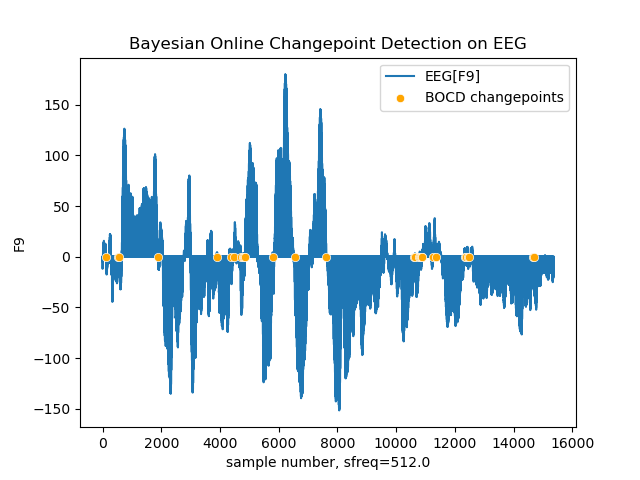 Bayesian Online Changepoint Detection on EEG
EEG[F9]
BOCD changepoints
150
100
50
0
−50
−100
−150
F9
0 2000 4000 6000 8000 10000 12000 14000 16000
sample number, sfreq=512.0